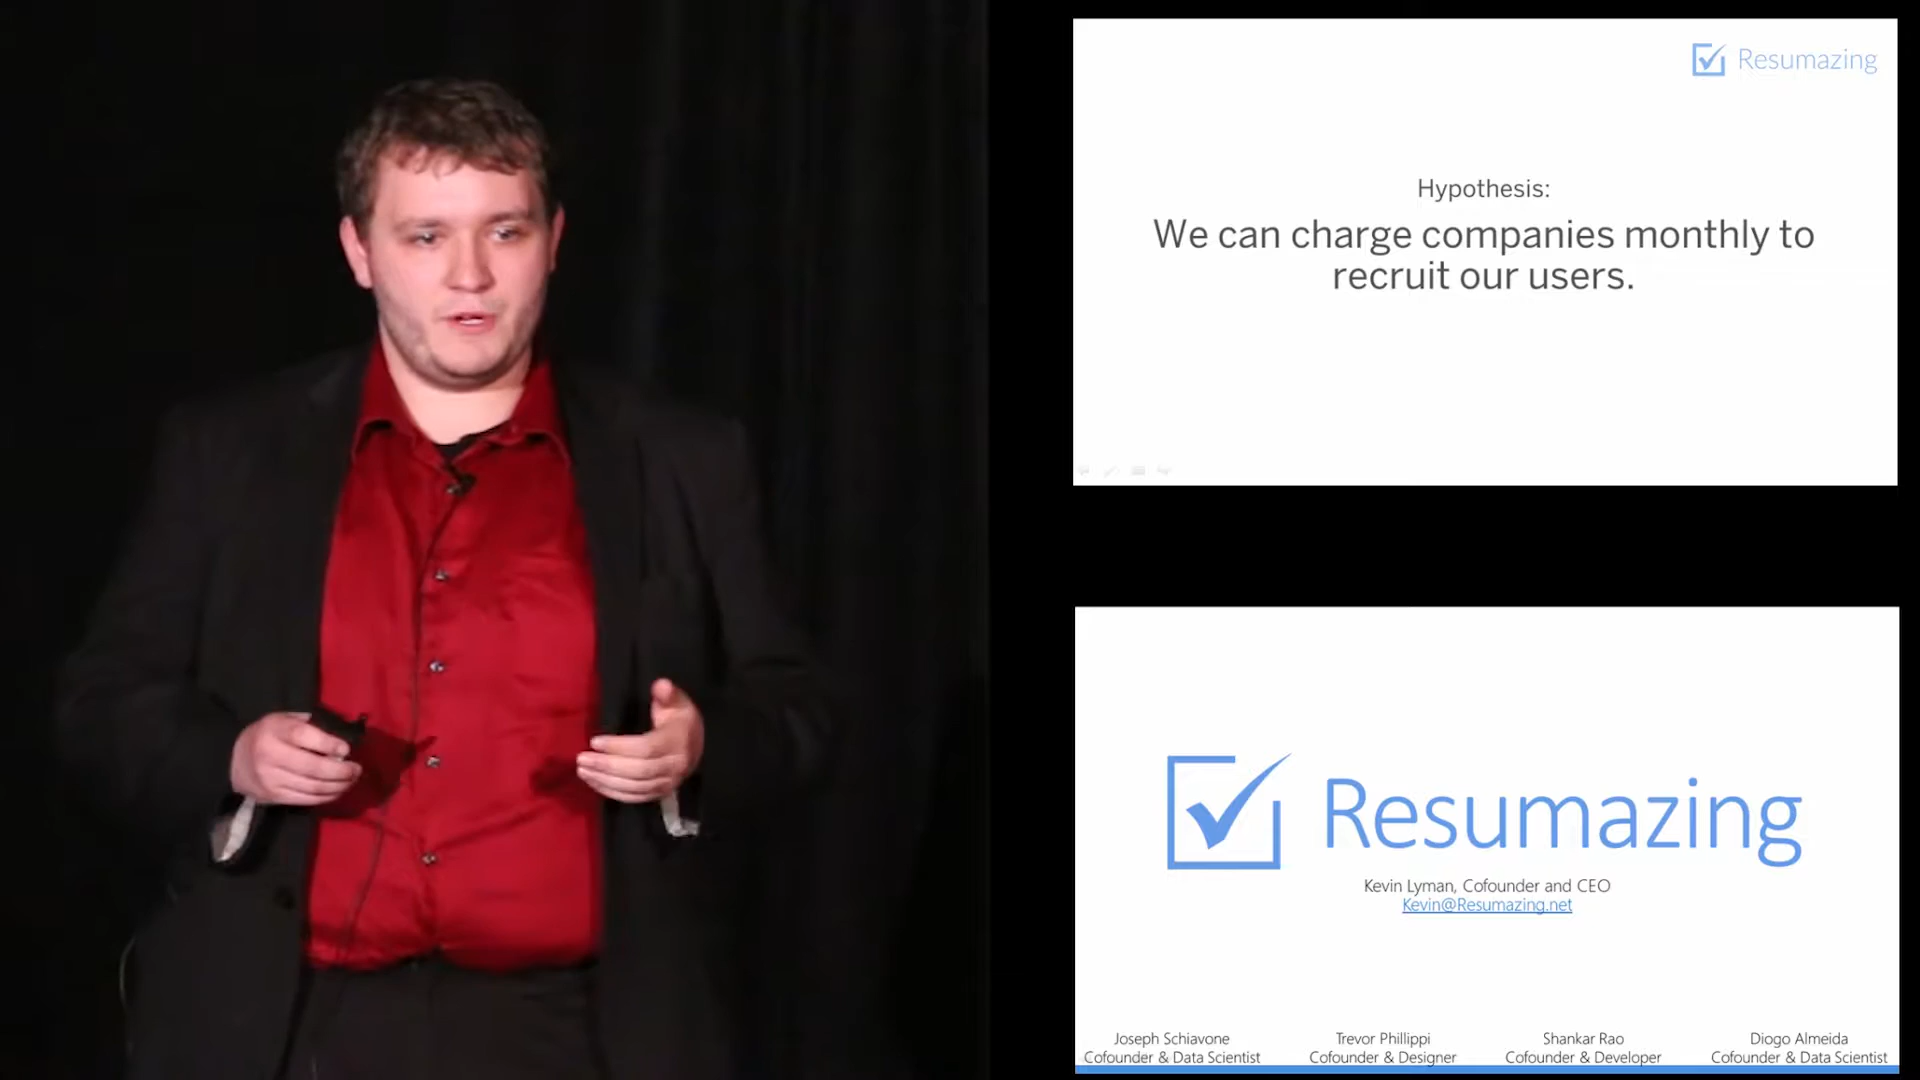 Resumazing
Hypothesis:
We can charge companies monthly to
recruit our users.
Resumazing
Kevin Lyman, Cofounder and CEO
Kevin@Resumazing.net
Joseph Schiavone
Cofounder & Data Scientist
Trevor Phillippi
Cofounder & Designer
Shankar Rao
Cofounder & Developer
Diogo Almeida
Cofounder & Data Scientist